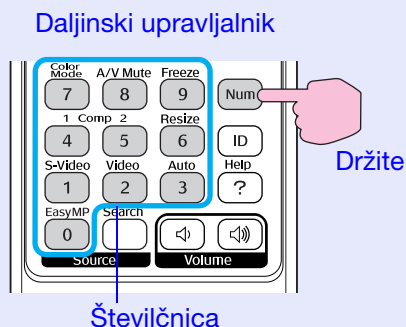 Daljinski upravljalnik
Color Mode A/V Mute Freeze
7 8 9 Num
1 Comp 2 Resize
4 5 6 ID
Držite
S-Video Video Auto Help
1 2 3 ?
EasyMP Search
0
Source Volume
Številčnica